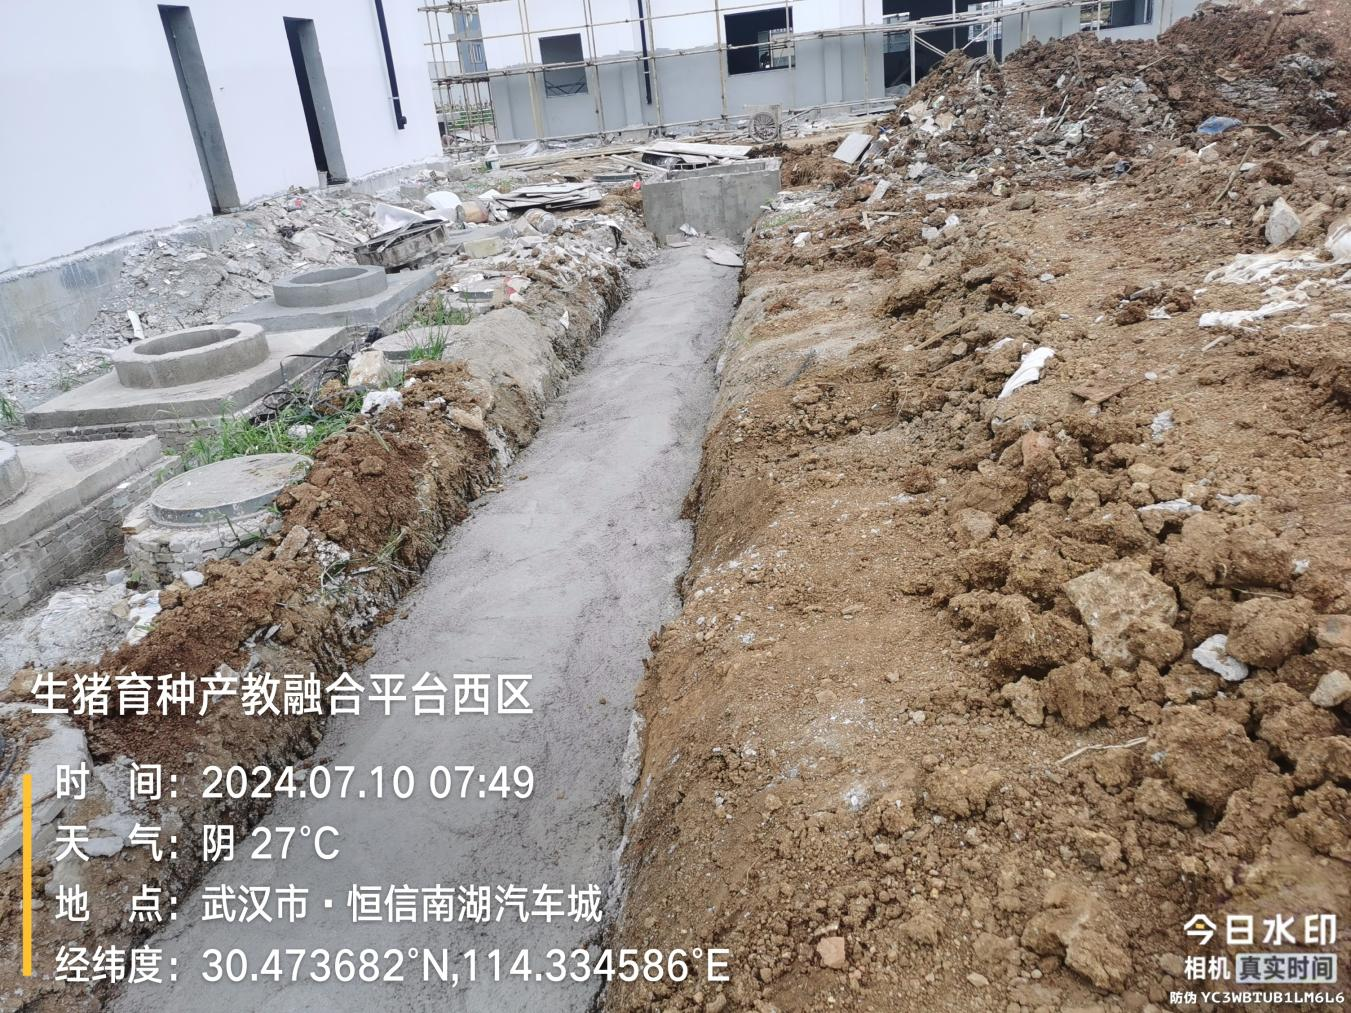 生猪育种产教融合平台西区
时 间：2024.07.10 07:49
天 气：阴 27°C
地 点：武汉市·恒信南湖汽车城
经纬度：30.473682°N,114.334586°E
今日水印
相机 真实时间
防伪 YC3WBTUB1LM6L6